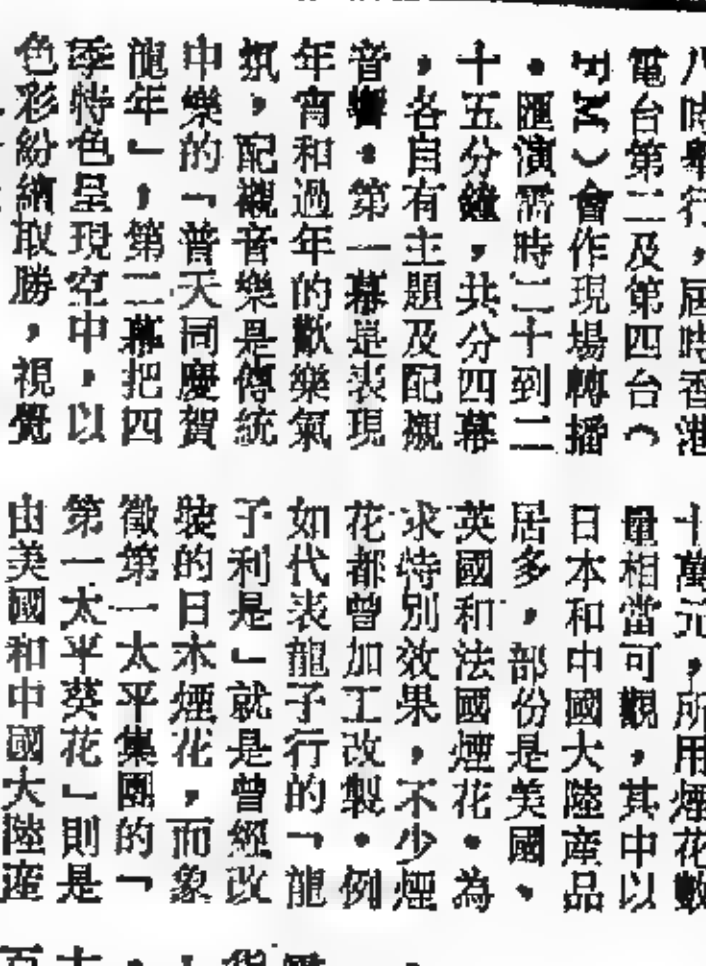 八時舉行，屆時香港
電台第二及第四台（
ＦＭ）會作現場轉播
。匯演需時二十到二
十五分鐘，共分四幕
，各自有主題及配襯
音響。第一幕是表現
年宵和過年的歡樂氣
氛，配襯音樂是傳統
中樂的「普天同慶賀
龍年」，第二幕把四
季特色呈現空中，以
色彩紛繽取勝，視覺
十萬元，所用煙花數
量相當可觀，其中以
日本和中國大陸產品
居多，部份是美國、
英國和法國煙花。為
求特別效果，不少煙
花都曾加工改製。例
如代表龍子行的「龍
子利是」就是曾經改
裝的日本煙花，而象
徵第一太平集團的「
第一太平葵花」則是
由美國和中國大陸產